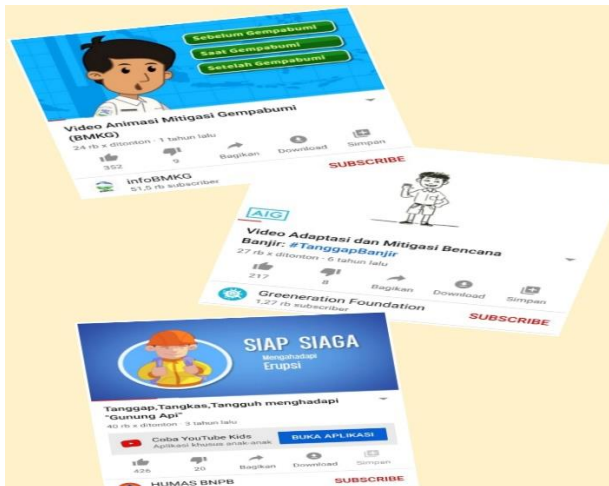 Sebelum Gempabumi
Saat Gempabumi
Setelah Gempabumi
Video Animasi Mitigasi Gempabumi
(BMKG)
24 rb x ditonton · 1 tahun lalu
352
9
Bagikan
Download
Simpan
infoBMKG
51,5 rb subscriber
SUBSCRIBE
AIG
Video Adaptasi dan Mitigasi Bencana
Banjir: #TanggapBanjir
27 rb x ditonton · 6 tahun lalu
217
8
Bagikan
Download
Simpan
Greeneration Foundation
1,27 rb subscriber
SUBSCRIBE
SIAP SIAGA
Mengahadapi
Erupsi
Tanggap,Tangkas,Tangguh menghadapi
"Gunung Api"
40 rb x ditonton · 3 tahun lalu
Coba YouTube Kids
Aplikasi khusus anak-anak
BUKA APLIKASI
426
20
Bagikan
Download
Simpan
HUMAS BNPB
SUBSCRIBE